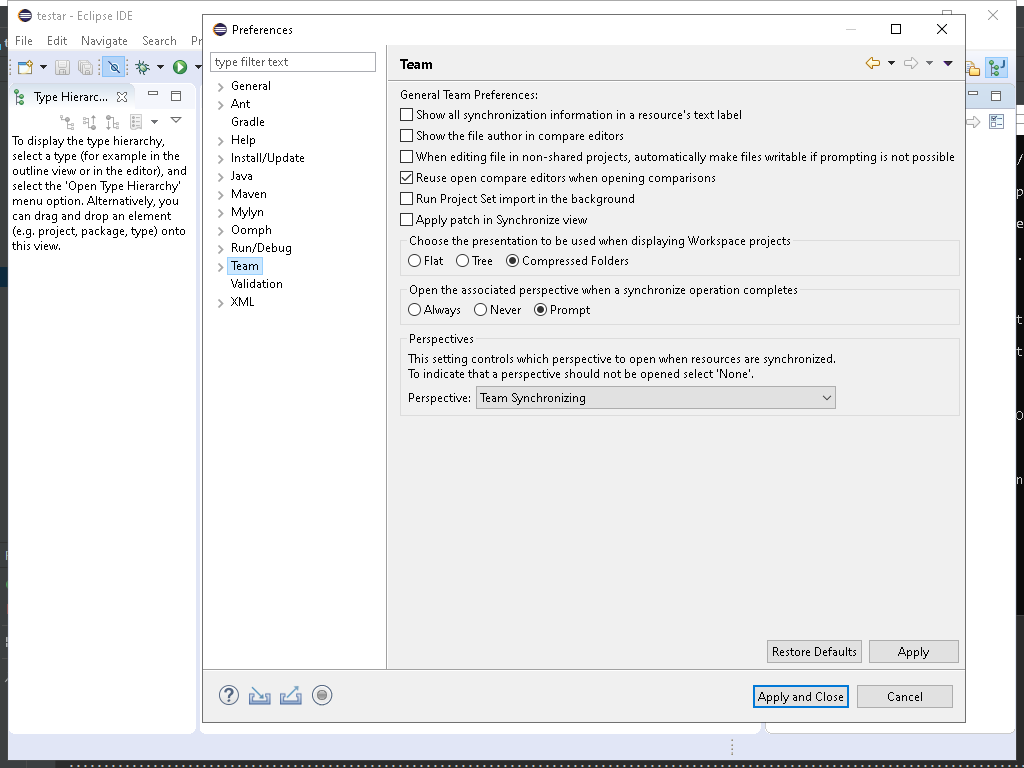 testar - Eclipse IDE
File Edit Navigate Search Pr
Type Hierarc...
To display the type hierarchy,
select a type (for example in the
outline view or in the editor), and
select the 'Open Type Hierarchy'
menu option. Alternatively, you
can drag and drop an element
(e.g. project, package, type) onto
this view.
Preferences
type filter text
General
Ant
Gradle
Help
Install/Update
Java
Maven
Mylyn
Oomph
Run/Debug
Team
Validation
XML
Team
General Team Preferences:
Show all synchronization information in a resource's text label
Show the file author in compare editors
When editing file in non-shared projects, automatically make files writable if prompting is not possible
Reuse open compare editors when opening comparisons
Run Project Set import in the background
Apply patch in Synchronize view
Choose the presentation to be used when displaying Workspace projects
Flat Tree Compressed Folders
Open the associated perspective when a synchronize operation completes
Always Never Prompt
Perspectives
This setting controls which perspective to open when resources are synchronized.
To indicate that a perspective should not be opened select 'None'.
Perspective: Team Synchronizing
Restore Defaults Apply
Apply and Close Cancel